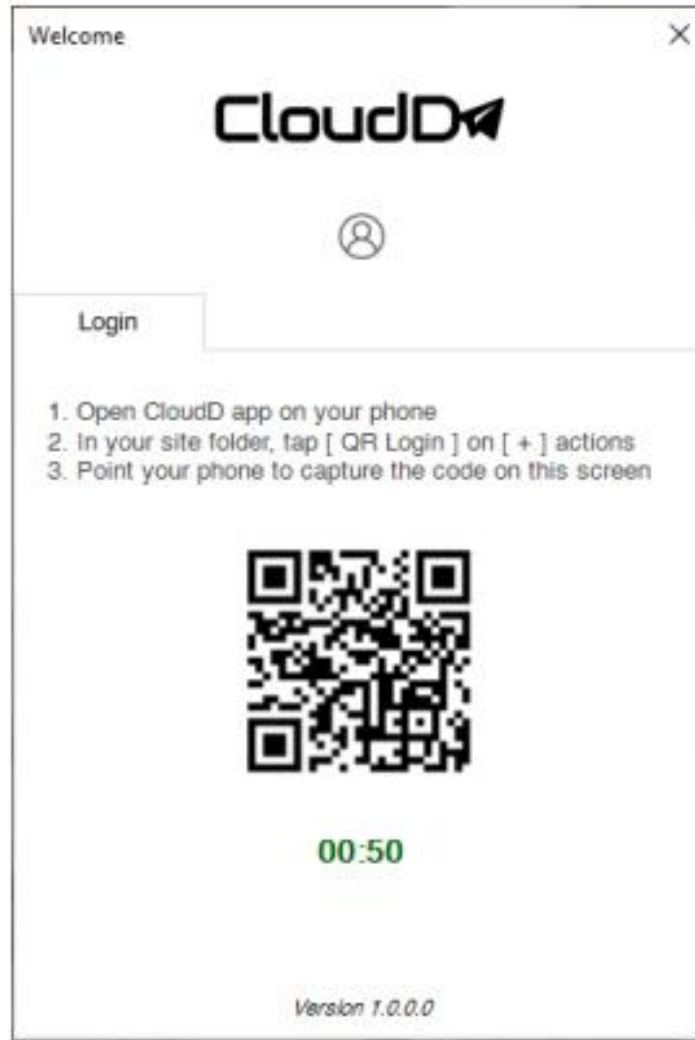 Welcome
CloudD
Login
1. Open CloudD app on your phone
2. In your site folder, tap [ QR Login ] on [ + ] actions
3. Point your phone to capture the code on this screen
00:50
Version 1.0.0.0